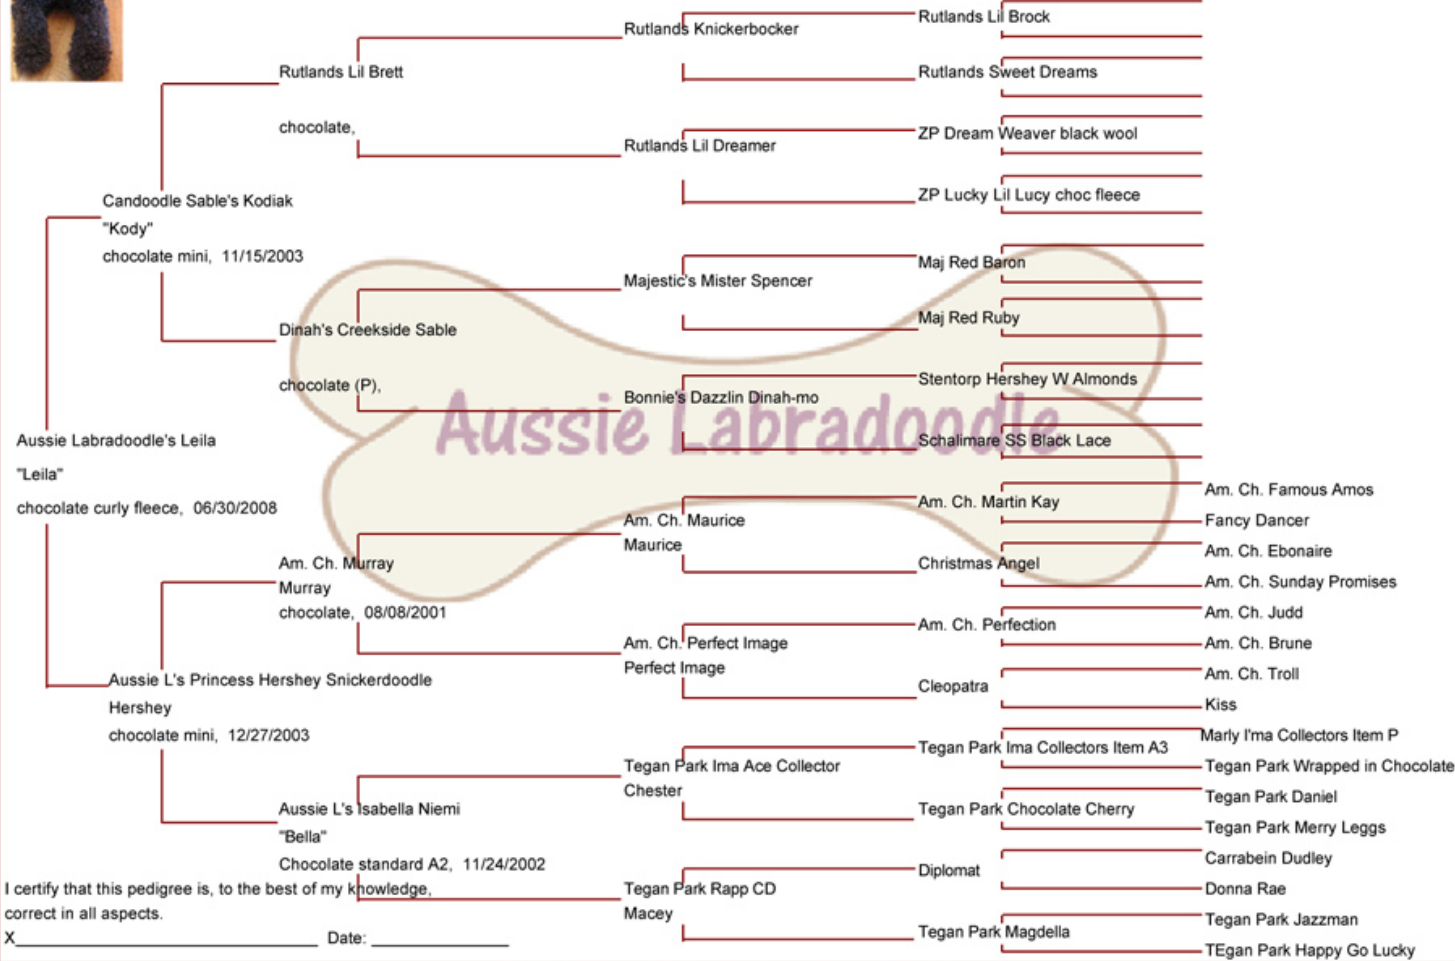 Rutlands Lil Brock
Rutlands Knickerbocker
Rutlands Lil Brett
Rutlands Sweet Dreams
chocolate,
ZP Dream Weaver black wool
Rutlands Lil Dreamer
ZP Lucky Lil Lucy choc fleece
Candoodle Sable's Kodiak
"Kody"
chocolate mini, 11/15/2003
Maj Red Baron
Majestic's Mister Spencer
Maj Red Ruby
Dinah's Creekside Sable
chocolate (P),
Stentorp Hershey W Almonds
Bonnie's Dazzlin Dinah-mo
Aussie Labradoodle
Schalimare SS Black Lace
Aussie Labradoodle's Leila
"Leila"
chocolate curly fleece, 06/30/2008
Am. Ch. Famous Amos
Am. Ch. Martin Kay
Fancy Dancer
Am. Ch. Maurice
Maurice
Am. Ch. Ebonaire
Christmas Angel
Am. Ch. Sunday Promises
Am. Ch. Murray
Murray
chocolate, 08/08/2001
Am. Ch. Judd
Am. Ch. Perfection
Am. Ch. Brune
Am. Ch. Perfect Image
Perfect Image
Am. Ch. Troll
Cleopatra
Kiss
Aussie L's Princess Hershey Snickerdoodle
Hershey
chocolate mini, 12/27/2003
Marly I'ma Collectors Item P
Tegan Park Ima Collectors Item A3
Tegan Park Wrapped in Chocolate
Tegan Park Ima Ace Collector
Chester
Tegan Park Daniel
Tegan Park Chocolate Cherry
Tegan Park Merry Leggs
Aussie L's Isabella Niemi
"Bella"
Chocolate standard A2, 11/24/2002
Carrabein Dudley
Diplomat
Donna Rae
Tegan Park Rapp CD
Macey
Tegan Park Jazzman
Tegan Park Magdella
TEgan Park Happy Go Lucky
I certify that this pedigree is, to the best of my knowledge,
correct in all aspects.
X__________________ Date: __________